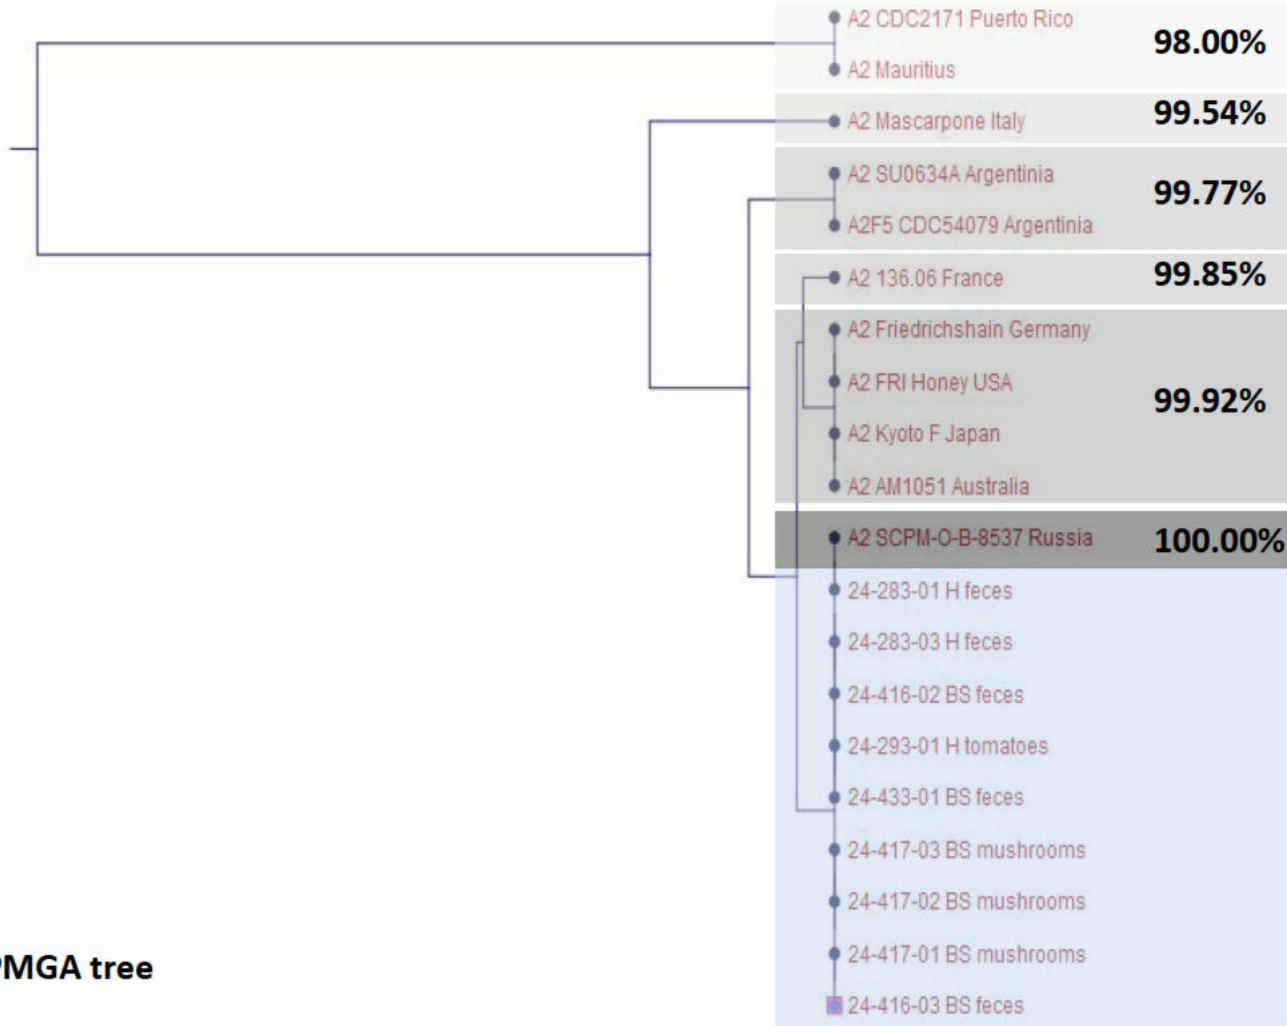 A2 CDC2171 Puerto Rico
98.00%
A2 Mauritius
A2 Mascarpone Italy
99.54%
A2 SU0634A Argentinia
99.77%
A2F5 CDC54079 Argentinia
A2 136.06 France
99.85%
A2 Friedrichshain Germany
A2 FRI Honey USA
99.92%
A2 Kyoto F Japan
A2 AM1051 Australia
A2 SCPM-O-B-8537 Russia
100.00%
24-283-01 H feces
24-283-03 H feces
24-416-02 BS feces
24-293-01 H tomatoes
24-433-01 BS feces
24-417-03 BS mushrooms
24-417-02 BS mushrooms
24-417-01 BS mushrooms
PMGA tree
24-416-03 BS feces